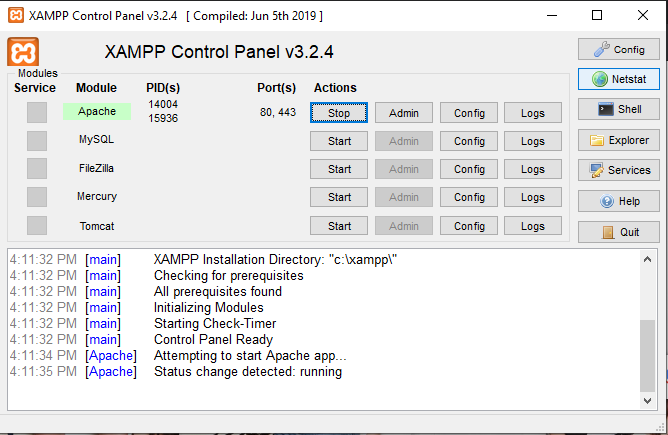 XAMPP Control Panel v3.2.4 [ Compiled: Jun 5th 2019 ]
XAMPP Control Panel v3.2.4
Config
Modules
Service Module PID(s) Port(s) Actions
Netstat
Apache 14004 15936 80, 443 Stop Admin Config Logs
Shell
MySQL Start Admin Config Logs
Explorer
FileZilla Start Admin Config Logs
Services
Mercury Start Admin Config Logs
Help
Tomcat Start Admin Config Logs
Quit
4:11:32 PM [main] XAMPP Installation Directory: "c:\xampp\"
4:11:32 PM [main] Checking for prerequisites
4:11:32 PM [main] All prerequisites found
4:11:32 PM [main] Initializing Modules
4:11:32 PM [main] Starting Check-Timer
4:11:32 PM [main] Control Panel Ready
4:11:34 PM [Apache] Attempting to start Apache app...
4:11:35 PM [Apache] Status change detected: running